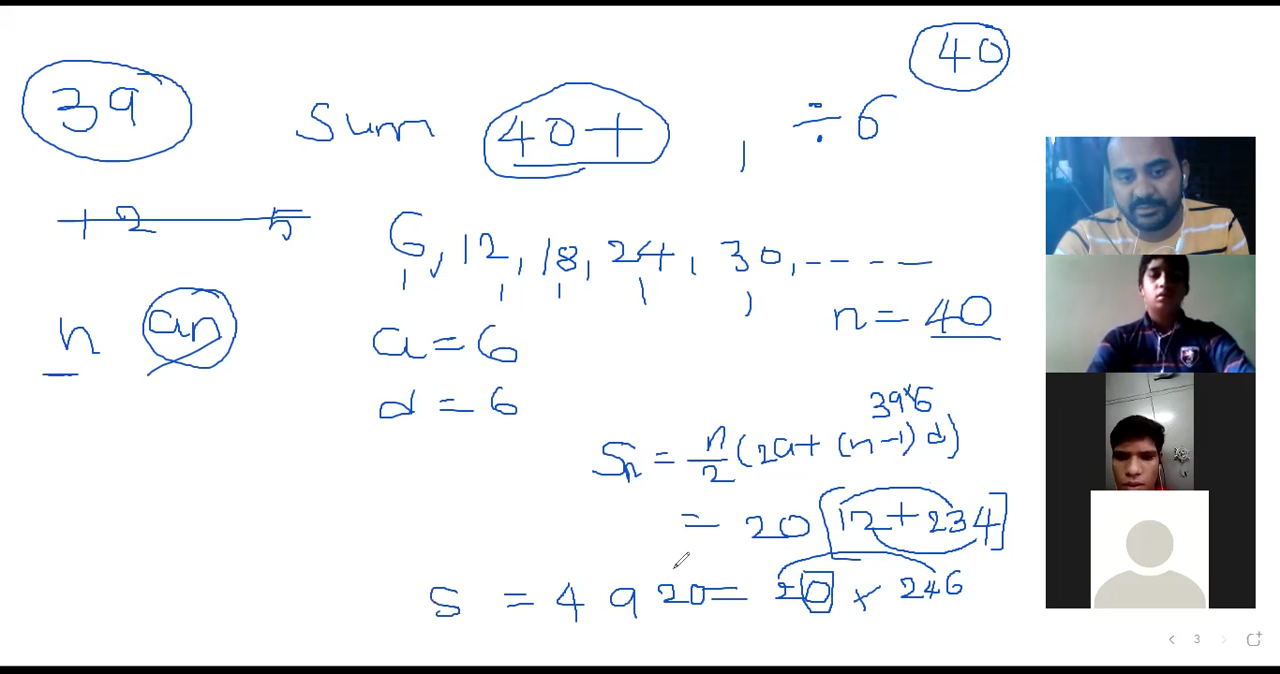 40
39 Sum 40+, ÷6
1 2 5
6, 12, 18, 24, 30, ----
n an
n = 40
a = 6
d = 6
39×6
Sn = n/2 (2a + (n-1) d)
= 20 [12 + 234]
S = 4920 = 20 × 246
3